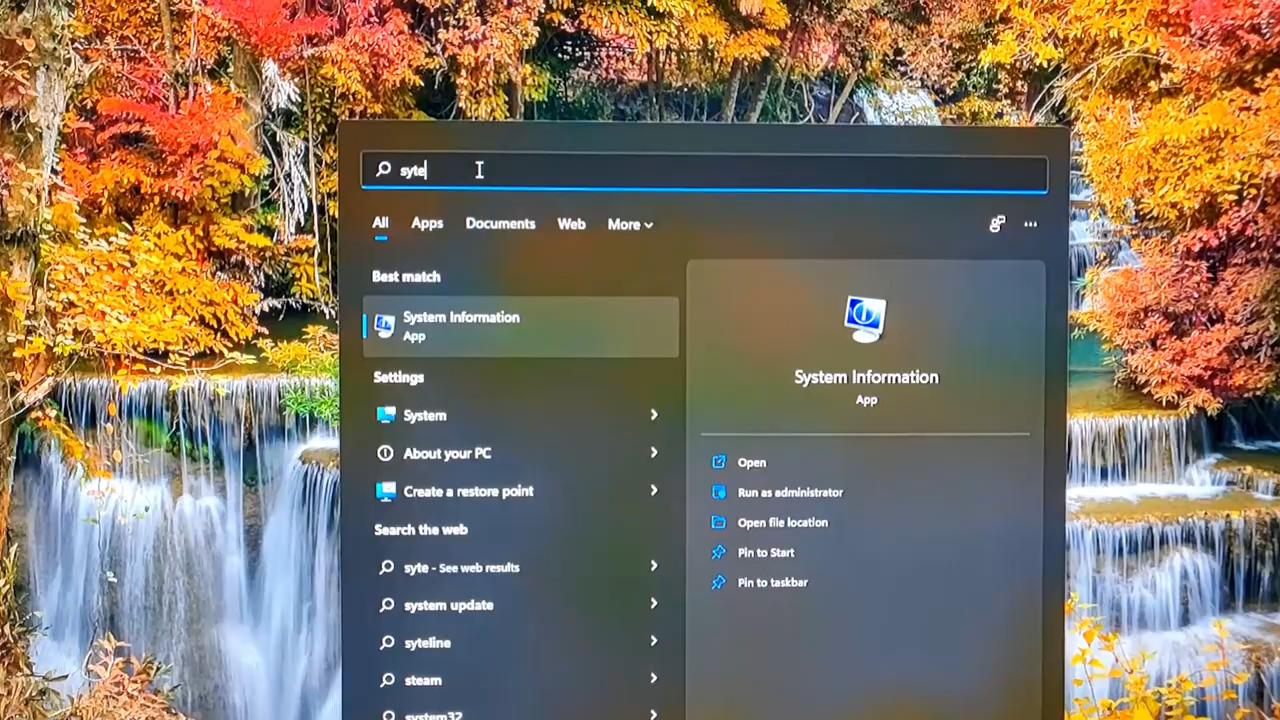 syte
All Apps Documents Web More
Best match
System Information
App
Settings
System
About your PC
Create a restore point
Search the web
syte - See web results
system update
syteline
steam
system32
System Information
App
Open
Run as administrator
Open file location
Pin to Start
Pin to taskbar